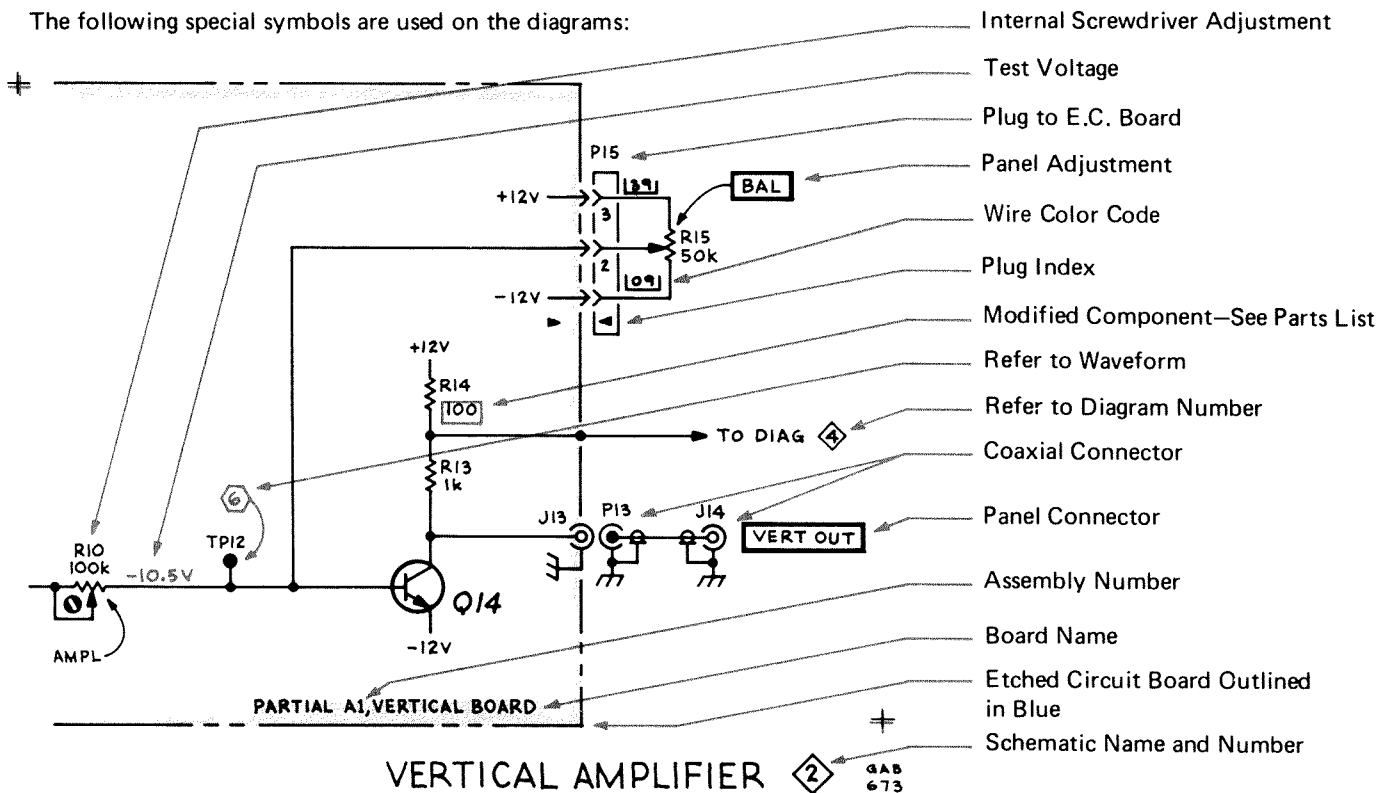 The following special symbols are used on the diagrams:
Internal Screwdriver Adjustment
Test Voltage
Plug to E.C. Board
Panel Adjustment
Wire Color Code
Plug Index
Modified Component—See Parts List
Refer to Waveform
Refer to Diagram Number
Coaxial Connector
Panel Connector
Assembly Number
Board Name
Etched Circuit Board Outlined
in Blue
Schematic Name and Number
P15
39
BAL
+12V
3
R15
50k
2
09
-12V
+12V
R14
100
TO DIAG 4
R13
1k
6
J13
P13
J14
VERT OUT
TP12
R10
100k
-10.5V
Q14
-12V
AMPL
PARTIAL A1, VERTICAL BOARD
VERTICAL AMPLIFIER 2
GAB
673